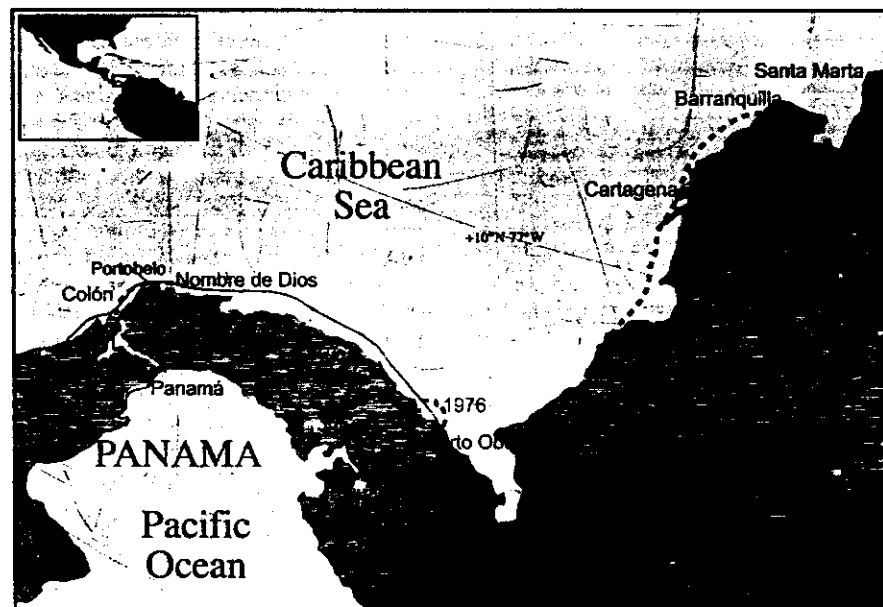 Santa Marta
Barranquilla
Caribbean
Sea
Cartagena
+10°N 77°W
Portobelo
Nombre de Dios
Colón
Panamá
1976
PANAMA
Pacific
Ocean